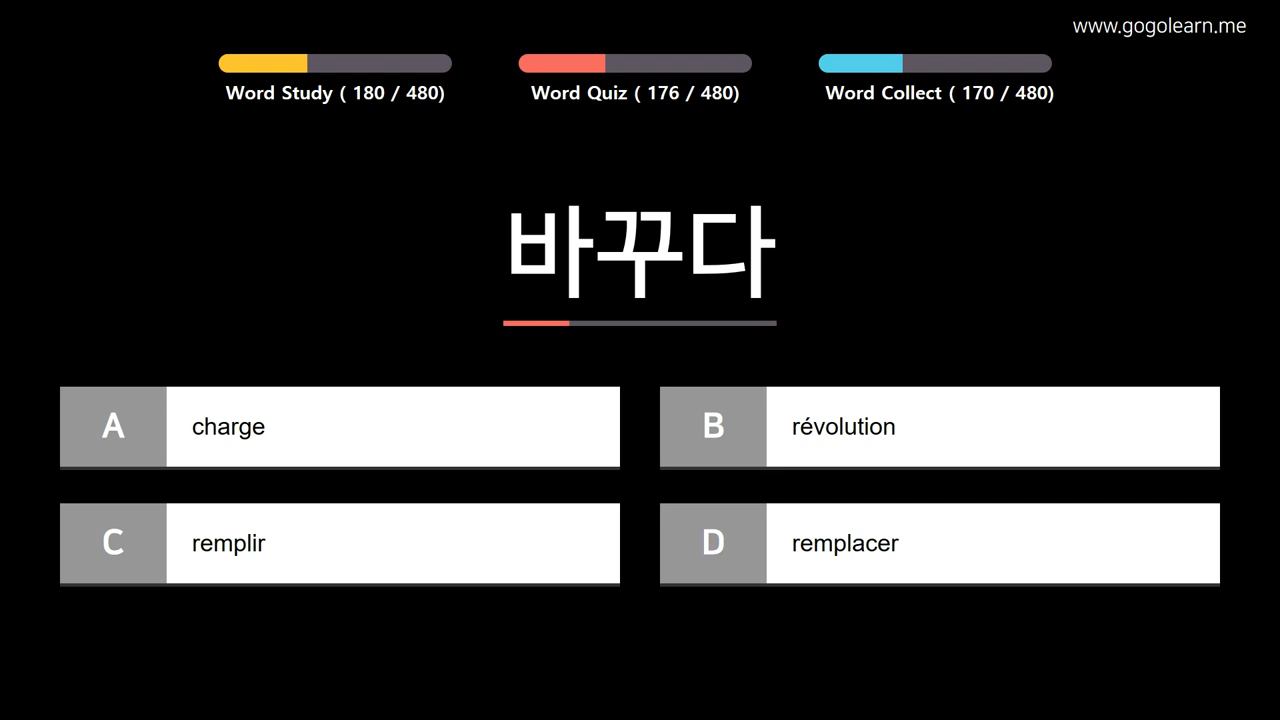 www.gogolearn.me
Word Study ( 180 / 480)
Word Quiz ( 176 / 480)
Word Collect ( 170 / 480)
바꾸다
A charge
B révolution
C remplir
D remplacer